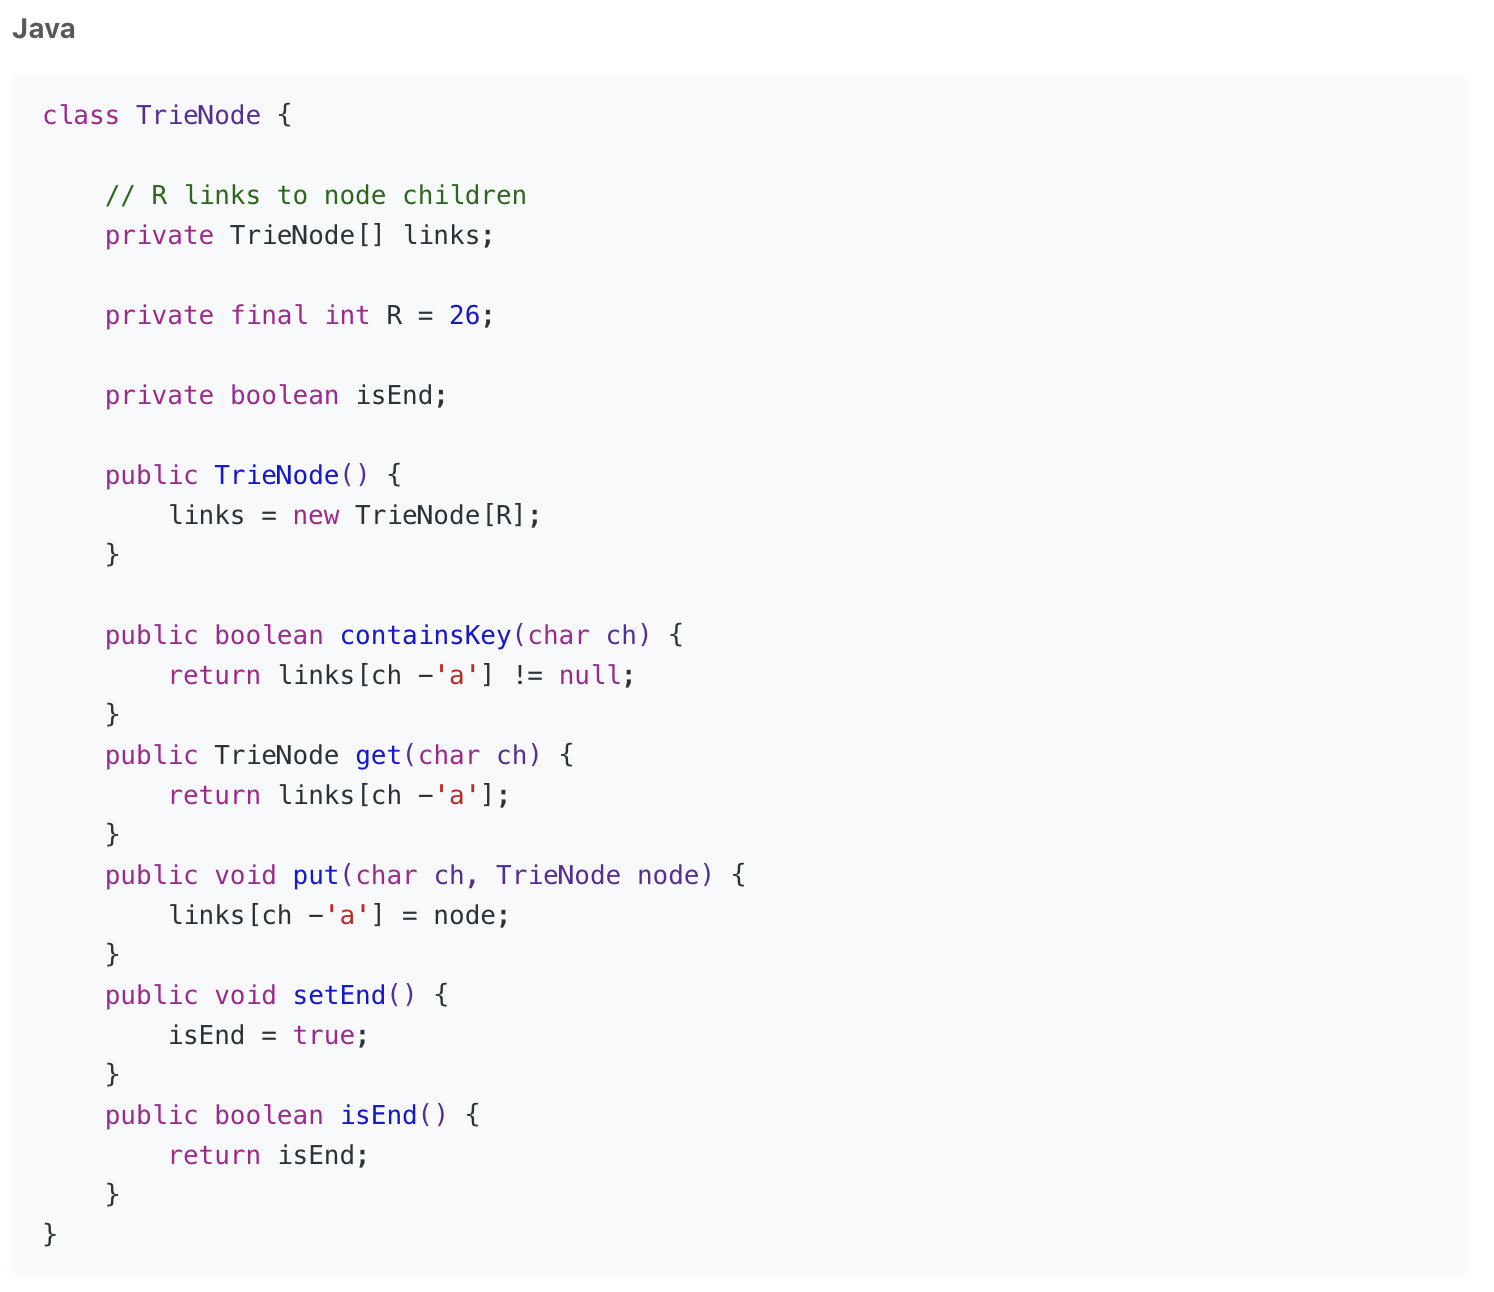 Java
class TrieNode {
// R links to node children
private TrieNode[] links;
private final int R = 26;
private boolean isEnd;
public TrieNode() {
links = new TrieNode[R];
}
public boolean containsKey(char ch) {
return links[ch -'a'] != null;
}
public TrieNode get(char ch) {
return links[ch -'a'];
}
public void put(char ch, TrieNode node) {
links[ch -'a'] = node;
}
public void setEnd() {
isEnd = true;
}
public boolean isEnd() {
return isEnd;
}
}